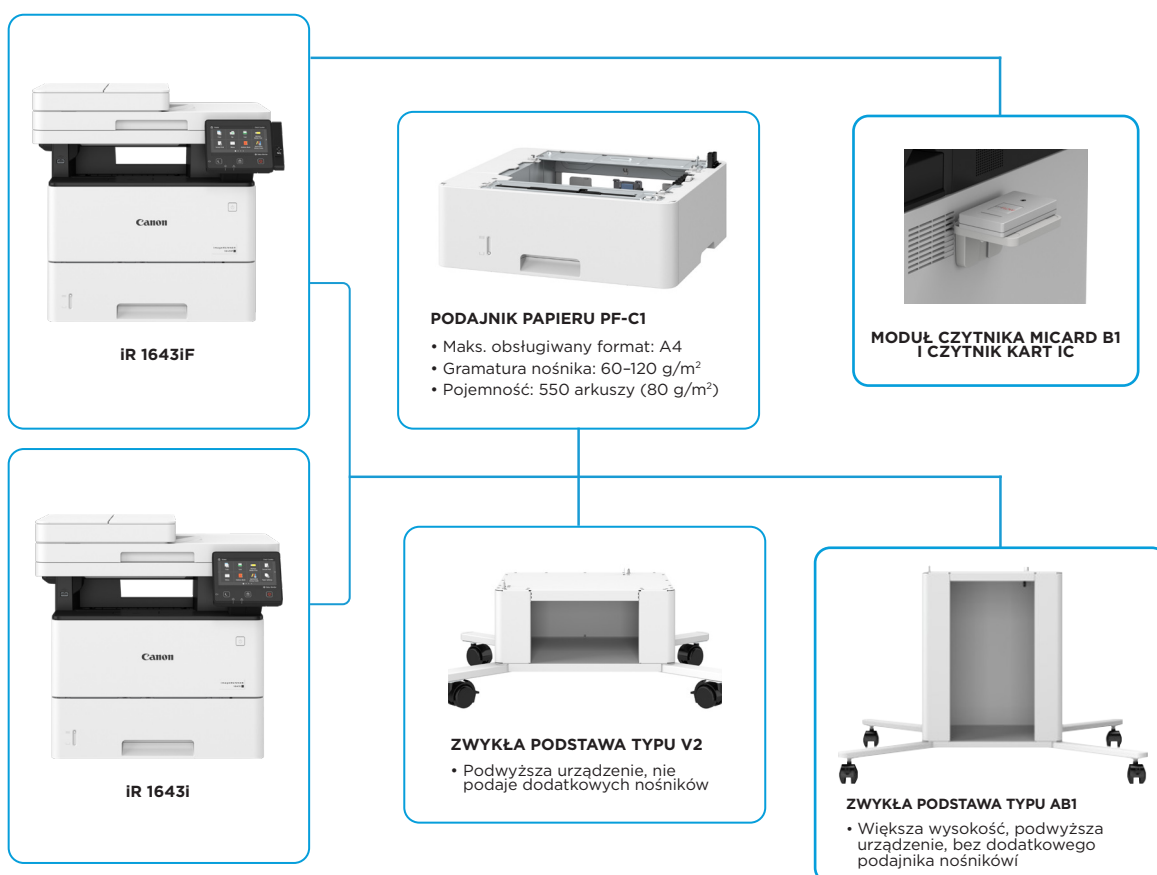 Canon
iR 1643iF
PODAJNIK PAPIERU PF-C1
• Maks. obsługiwany format: A4
• Gramatura nośnika: 60–120 g/m²
• Pojemność: 550 arkuszy (80 g/m²)
MODUŁ CZYTNIKA MICARD B1
I CZYTNIK KART IC
Canon
iR 1643i
ZWYKŁA PODSTAWA TYPU V2
• Podwyższa urządzenie, nie
podaje dodatkowych nośników
ZWYKŁA PODSTAWA TYPU AB1
• Większa wysokość, podwyższa
urządzenie, bez dodatkowego
podajnika nośnikówí